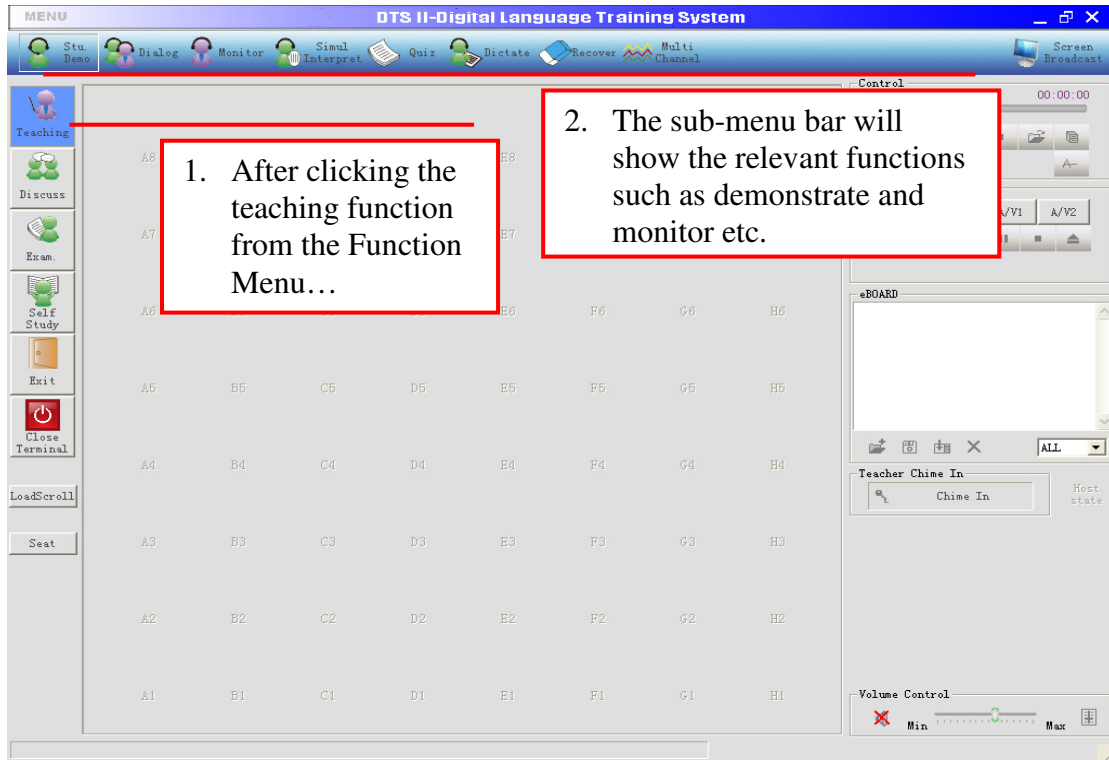 MENU
DTS II-Digital Language Training System
Stu. Demo
Dialog
Monitor
Simul Interpret
Quiz
Dictate
Recover
Multi Channel
Screen Broadcast
Teaching
Discuss
Exam.
Self Study
Exit
Close Terminal
LoadScroll
Seat
1. After clicking the
teaching function
from the Function
Menu…
2. The sub-menu bar will
show the relevant functions
such as demonstrate and
monitor etc.
A8 E8
A7 E7
A6 E6 F6 G6 H6
A5 B5 C5 D5 E5 F5 G5 H5
A4 B4 C4 D4 E4 F4 G4 H4
A3 B3 C3 D3 E3 F3 G3 H3
A2 B2 C2 D2 E2 F2 G2 H2
A1 B1 C1 D1 E1 F1 G1 H1
Control
00:00:00
A-
A/V2
eBOARD
ALL
Teacher Chime In
Chime In
Host state
Volume Control
Min Max